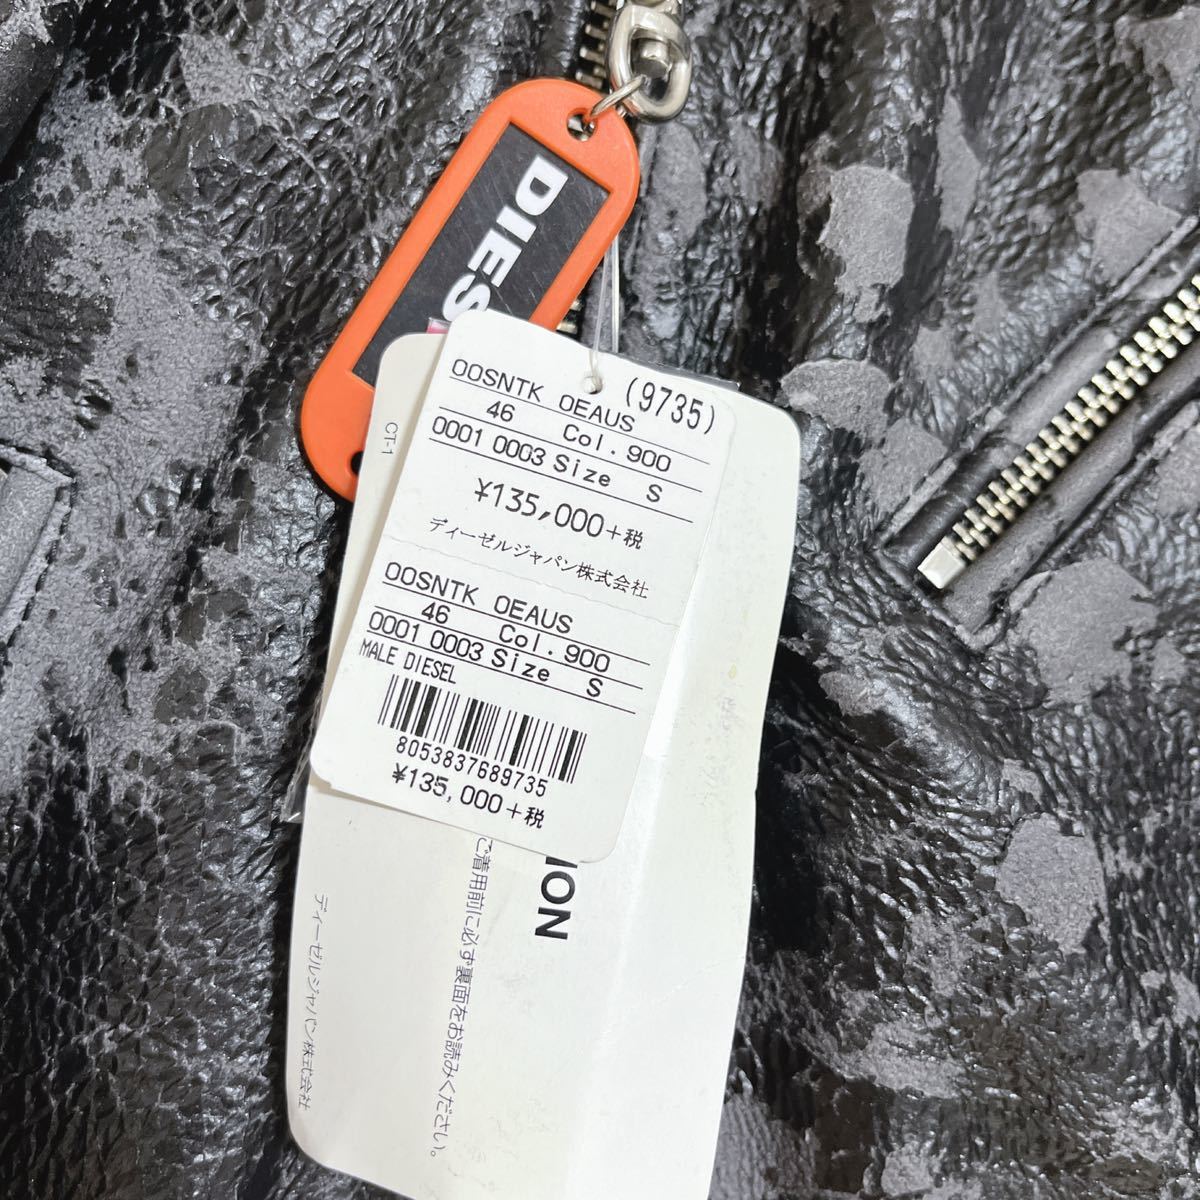 DIES
CT-1
(9735)
00SNTK 0EAUS
46 Col.900
0001 0003 Size S
¥135,000+税
ディーゼルジャパン株式会社
00SNTK 0EAUS
46 Col.900
0001 0003 Size S
MALE DIESEL
8053837689735
¥135,000+税
ION
ご着用前に必ず裏面をお読みください。
ディーゼルジャパン株式会社